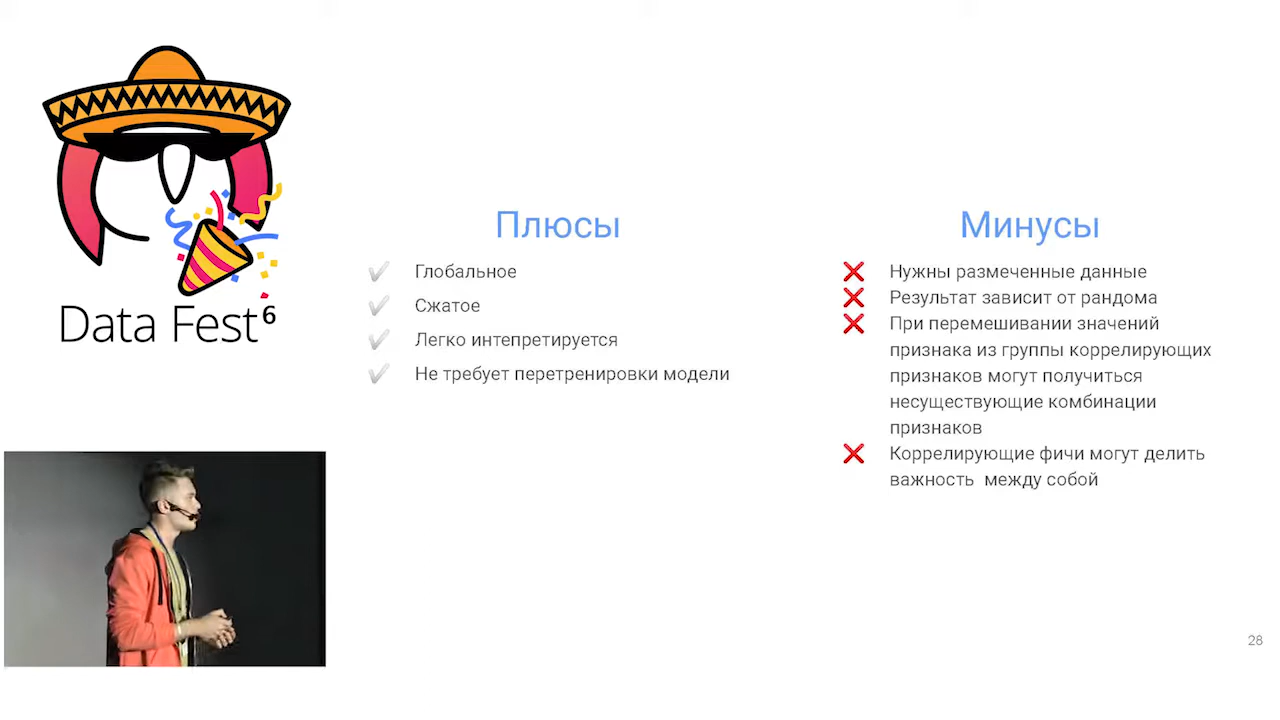 Data Fest⁶
Плюсы
Глобальное
Сжатое
Легко интепретируется
Не требует перетренировки модели
Минусы
Нужны размеченные данные
Результат зависит от рандома
При перемешивании значений
признака из группы коррелирующих
признаков могут получиться
несуществующие комбинации
признаков
Коррелирующие фичи могут делить
важность между собой
28